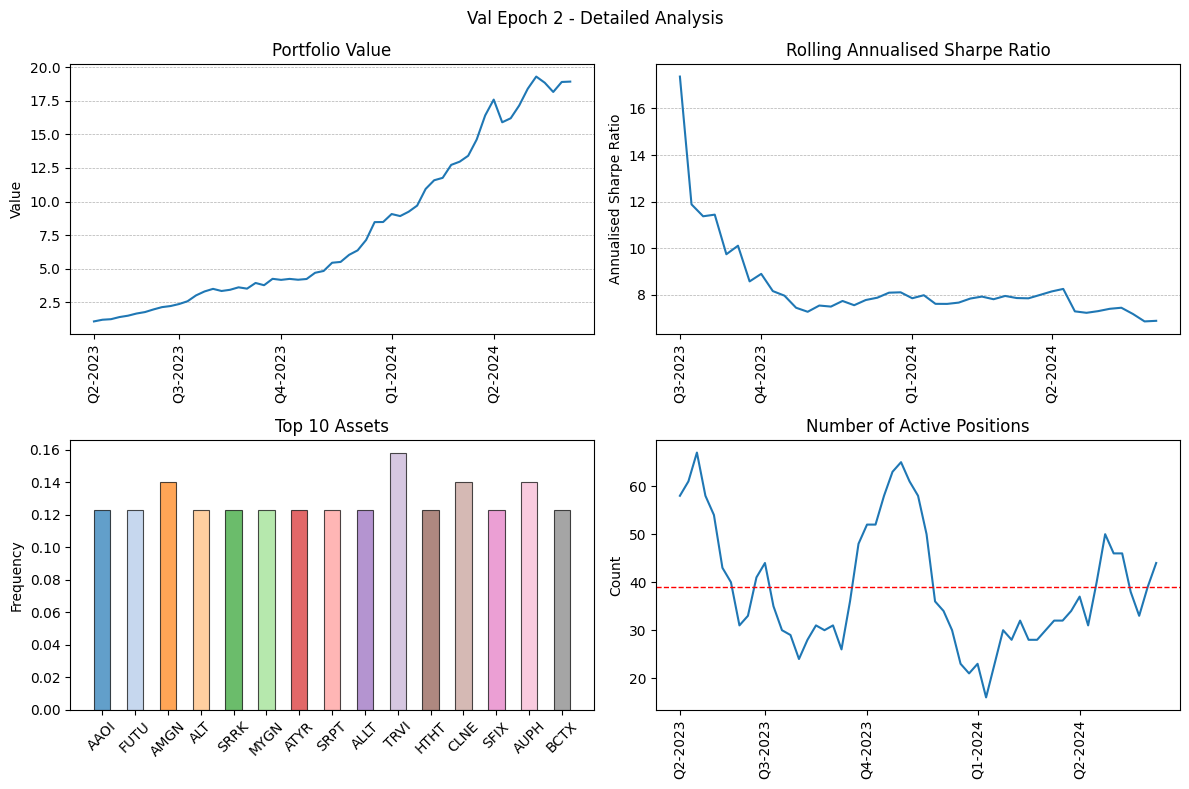 Val Epoch 2 - Detailed Analysis
Portfolio Value
Value
20.0
17.5
15.0
12.5
10.0
7.5
5.0
2.5
Q2-2023
Q3-2023
Q4-2023
Q1-2024
Q2-2024
Rolling Annualised Sharpe Ratio
Annualised Sharpe Ratio
16
14
12
10
8
Q3-2023
Q4-2023
Q1-2024
Q2-2024
Top 10 Assets
Frequency
0.16
0.14
0.12
0.10
0.08
0.06
0.04
0.02
0.00
AAOI
FUTU
AMGN
ALT
SRRK
MYGN
ATYR
SRPT
ALLT
TRVI
HTHT
CLNE
SFIX
AUPH
BCTX
Number of Active Positions
Count
60
50
40
30
20
Q2-2023
Q3-2023
Q4-2023
Q1-2024
Q2-2024